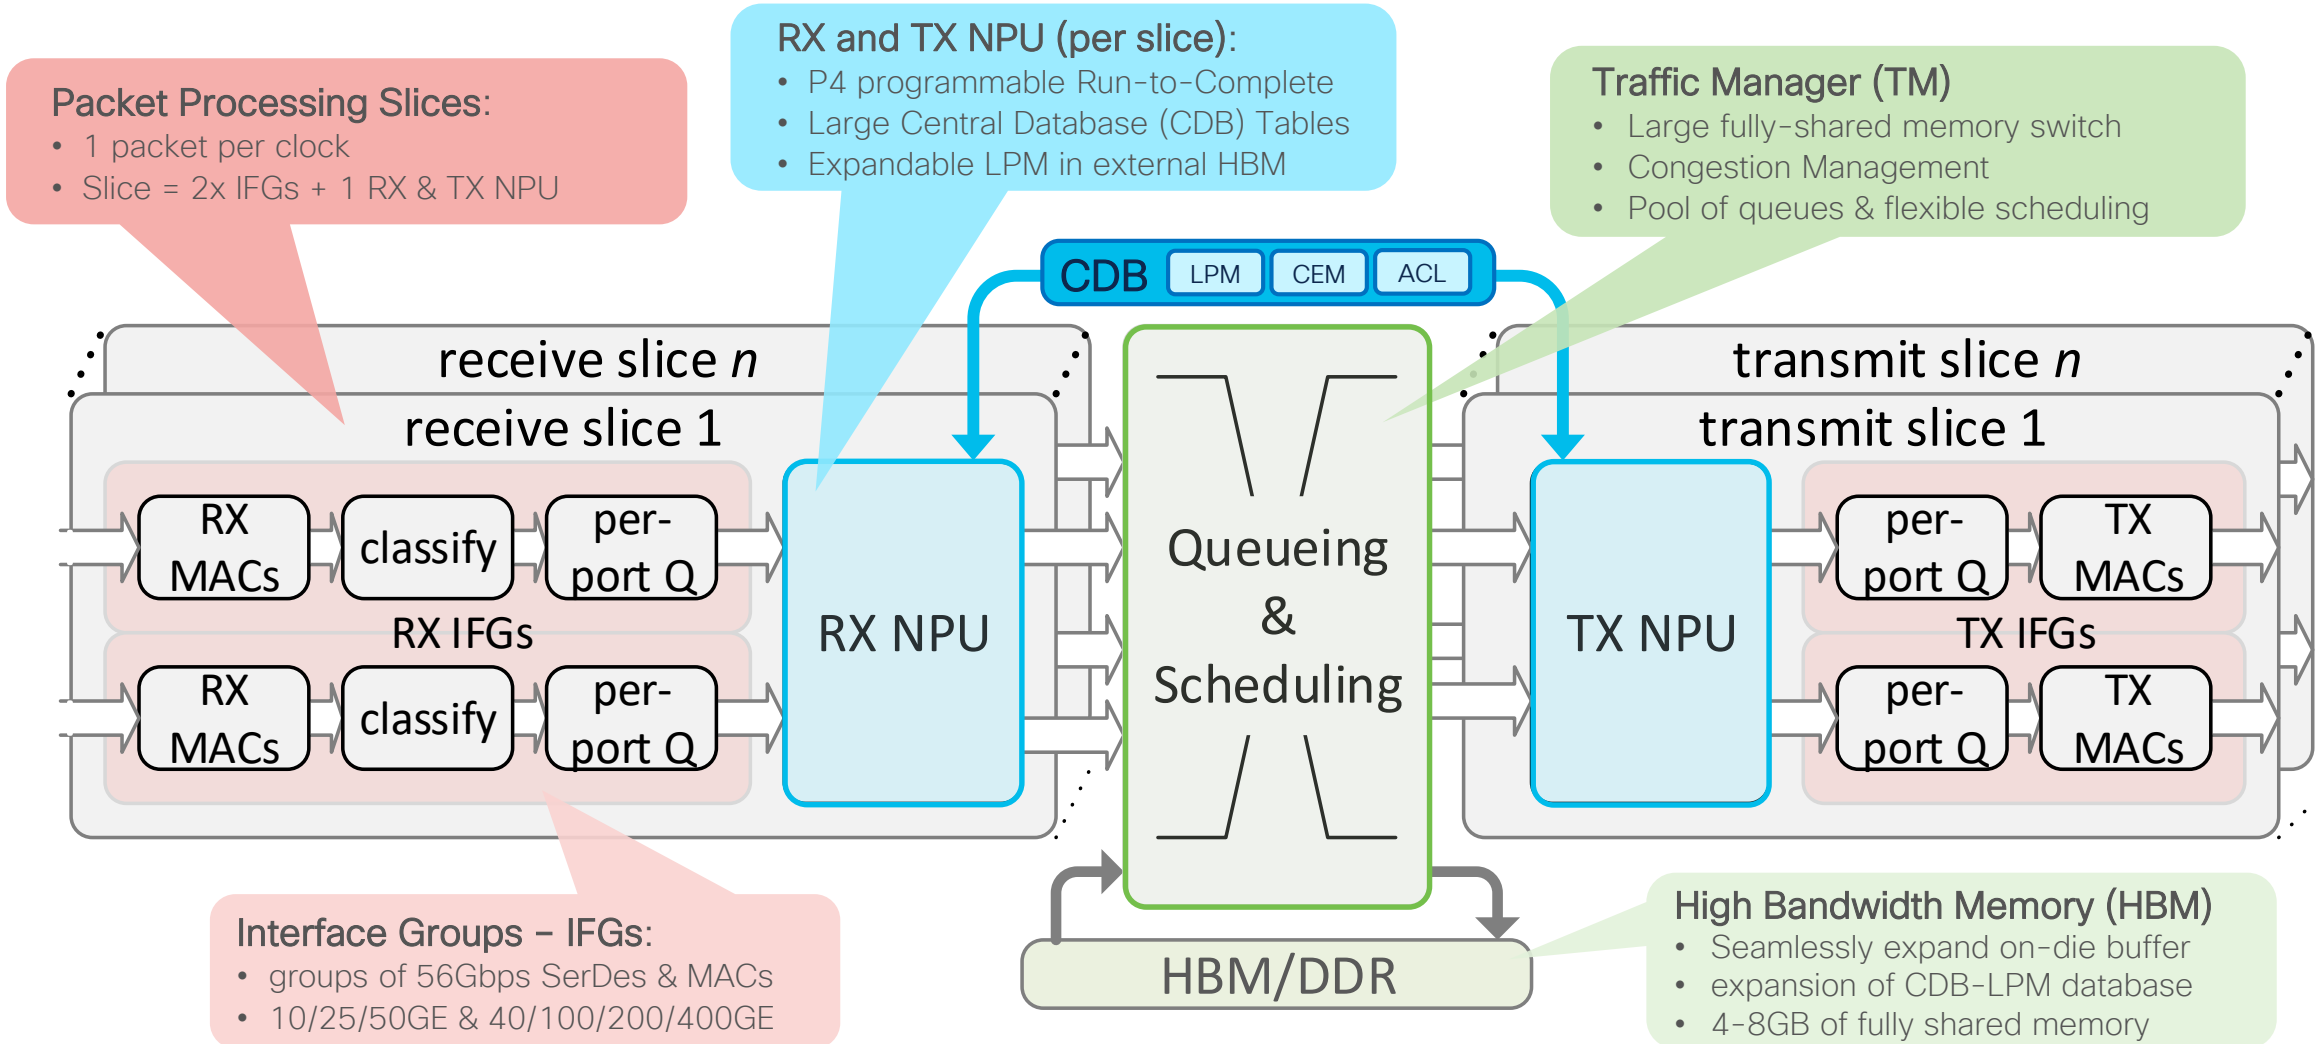 RX and TX NPU (per slice):
• P4 programmable Run-to-Complete
• Large Central Database (CDB) Tables
• Expandable LPM in external HBM
Packet Processing Slices:
• 1 packet per clock
• Slice = 2x IFGs + 1 RX & TX NPU
Traffic Manager (TM)
• Large fully-shared memory switch
• Congestion Management
• Pool of queues & flexible scheduling
CDB LPM CEM ACL
receive slice n
receive slice 1
transmit slice n
transmit slice 1
RX
MACs
classify
per-
port Q
RX IFGs
RX
MACs
classify
per-
port Q
RX NPU
Queueing
&
Scheduling
TX NPU
per-
port Q
TX
MACs
TX IFGs
per-
port Q
TX
MACs
HBM/DDR
Interface Groups – IFGs:
• groups of 56Gbps SerDes & MACs
• 10/25/50GE & 40/100/200/400GE
High Bandwidth Memory (HBM)
• Seamlessly expand on-die buffer
• expansion of CDB-LPM database
• 4-8GB of fully shared memory